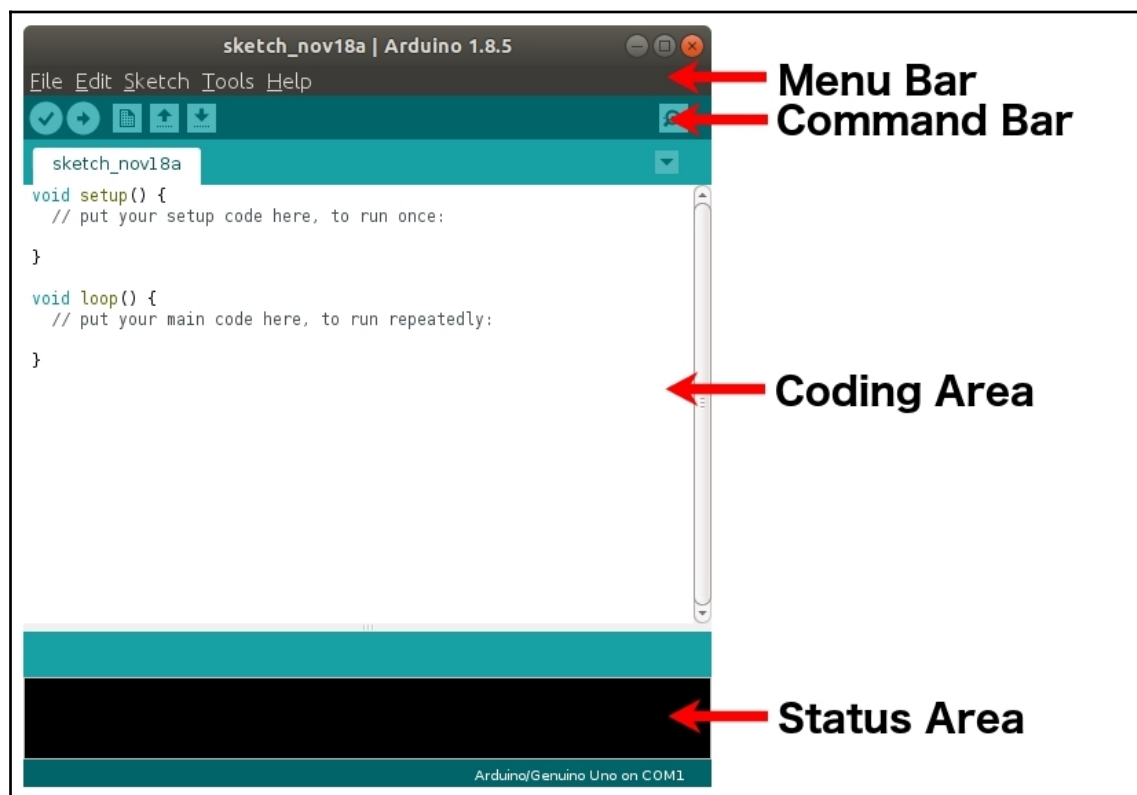 sketch_nov18a | Arduino 1.8.5
File Edit Sketch Tools Help
Menu Bar
Command Bar
sketch_nov18a
void setup() {
  // put your setup code here, to run once:
}
void loop() {
  // put your main code here, to run repeatedly:
}
Coding Area
Status Area
Arduino/Genuino Uno on COM1